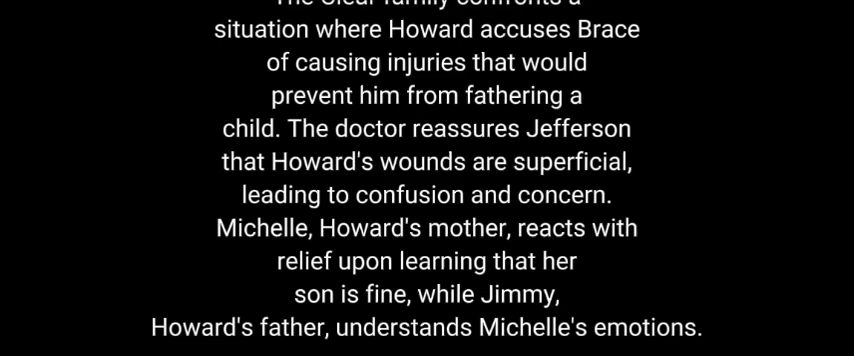 The Clear family confronts a
situation where Howard accuses Brace
of causing injuries that would
prevent him from fathering a
child. The doctor reassures Jefferson
that Howard's wounds are superficial,
leading to confusion and concern.
Michelle, Howard's mother, reacts with
relief upon learning that her
son is fine, while Jimmy,
Howard's father, understands Michelle's emotions.